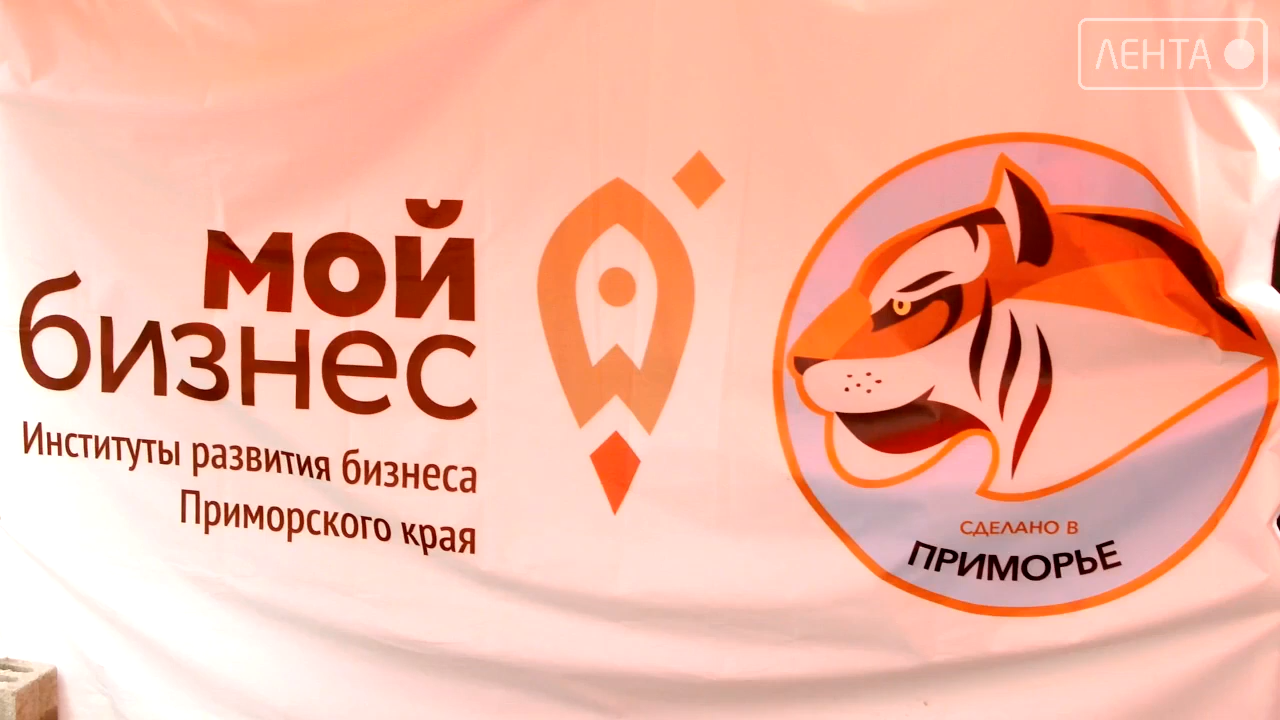 ЛЕНТА
мой
бизнес
Институты развития бизнеса
Приморского края
СДЕЛАНО В
ПРИМОРЬЕ